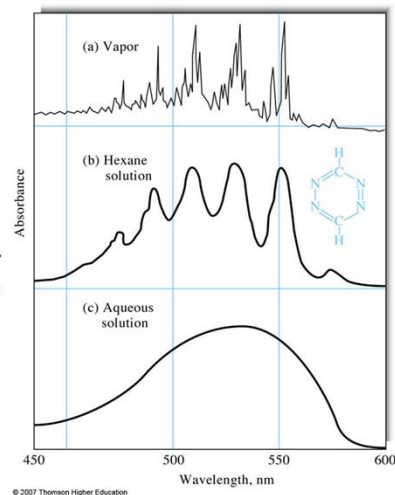 (a) Vapor
(b) Hexane
solution
H
C
N
N
N
N
C
H
Absorbance
(c) Aqueous
solution
450
500
550
600
Wavelength, nm
© 2007 Thomson Higher Education